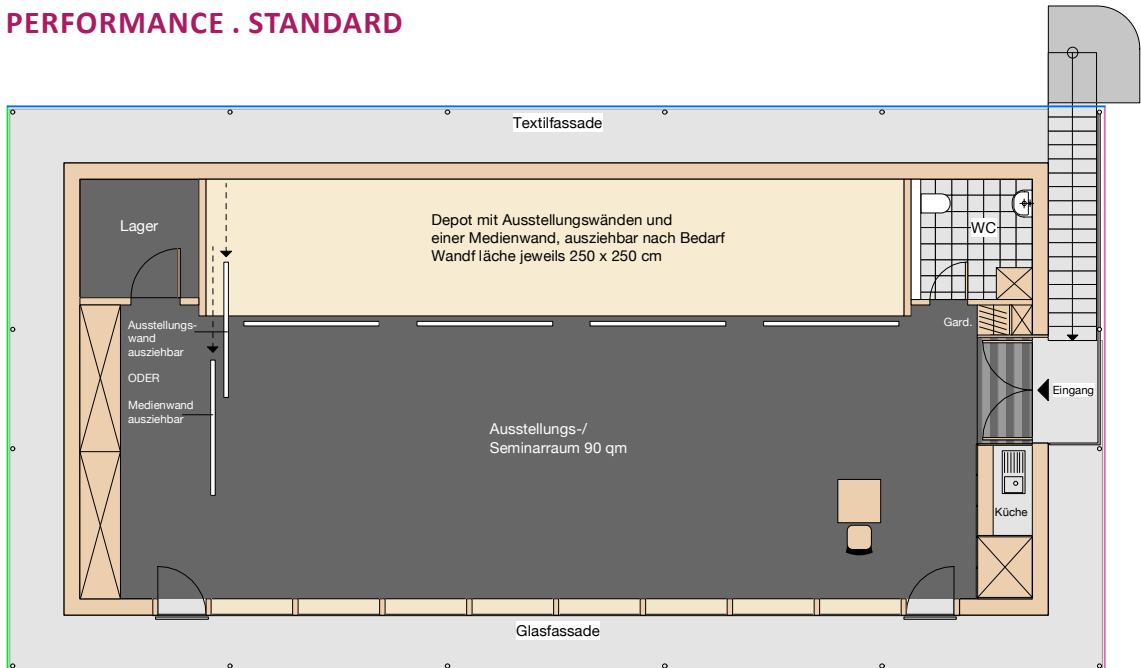 PERFORMANCE . STANDARD
Textilfassade
Lager
Depot mit Ausstellungswänden und
einer Medienwand, ausziehbar nach Bedarf
Wandf läche jeweils 250 x 250 cm
WC
Ausstellungs-
wand
ausziehbar
ODER
Medienwand
ausziehbar
Gard.
Eingang
Ausstellungs-/
Seminarraum 90 qm
Küche
Glasfassade